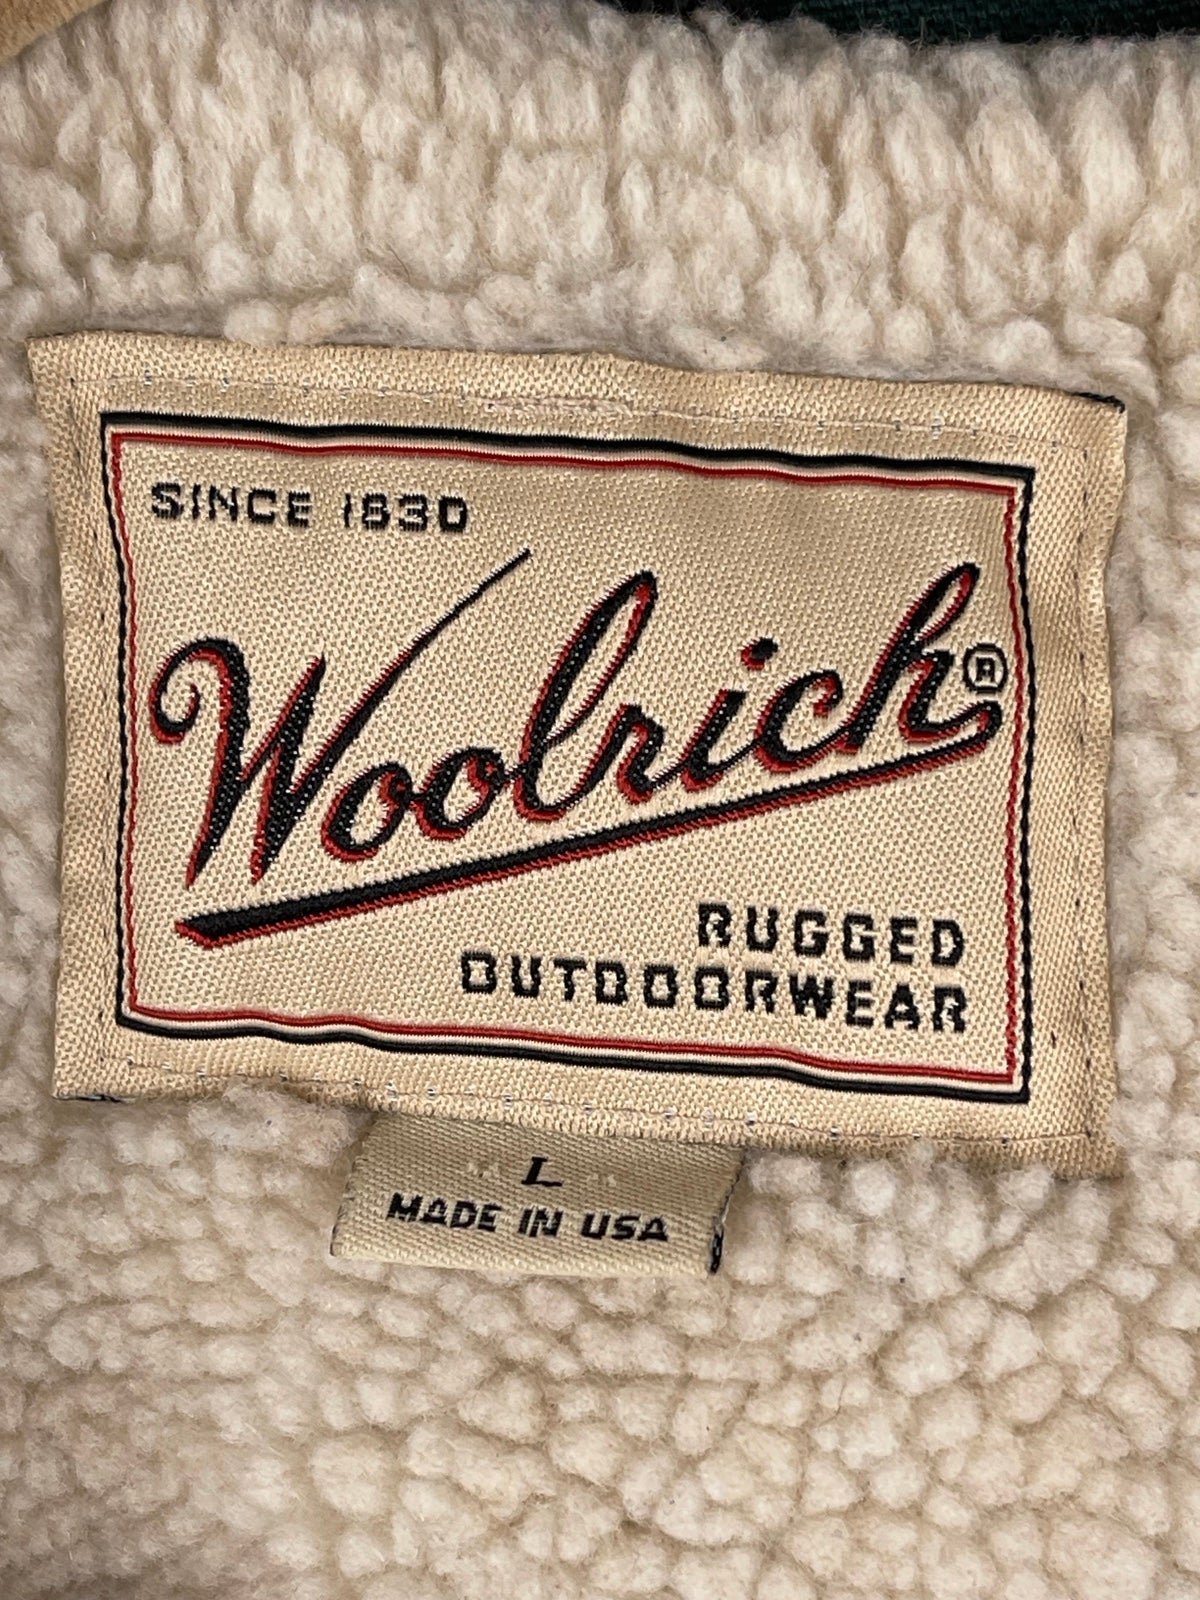 SINCE 1830
Woolrich®
RUGGED
OUTDOORWEAR
L
MADE IN USA